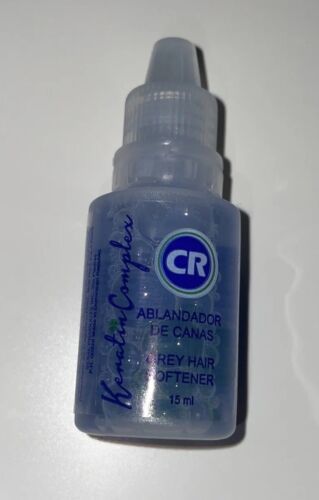 CR
Keratin Complex
ABLANDADOR
DE CANAS
GREY HAIR
SOFTENER
15 ml